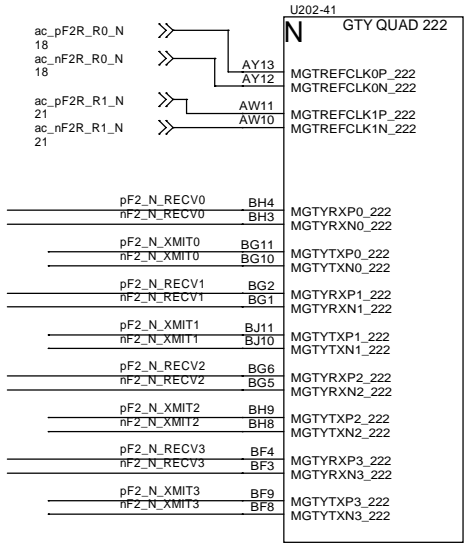 U202-41
N GTY QUAD 222
ac_pF2R_R0_N
18
ac_nF2R_R0_N
18
AY13 MGTREFCLK0P_222
AY12 MGTREFCLK0N_222
ac_pF2R_R1_N
21
ac_nF2R_R1_N
21
AW11 MGTREFCLK1P_222
AW10 MGTREFCLK1N_222
pF2_N_RECV0 BH4 MGTYRXP0_222
nF2_N_RECV0 BH3 MGTYRXN0_222
pF2_N_XMIT0 BG11 MGTYTXP0_222
nF2_N_XMIT0 BG10 MGTYTXN0_222
pF2_N_RECV1 BG2 MGTYRXP1_222
nF2_N_RECV1 BG1 MGTYRXN1_222
pF2_N_XMIT1 BJ11 MGTYTXP1_222
nF2_N_XMIT1 BJ10 MGTYTXN1_222
pF2_N_RECV2 BG6 MGTYRXP2_222
nF2_N_RECV2 BG5 MGTYRXN2_222
pF2_N_XMIT2 BH9 MGTYTXP2_222
nF2_N_XMIT2 BH8 MGTYTXN2_222
pF2_N_RECV3 BF4 MGTYRXP3_222
nF2_N_RECV3 BF3 MGTYRXN3_222
pF2_N_XMIT3 BF9 MGTYTXP3_222
nF2_N_XMIT3 BF8 MGTYTXN3_222